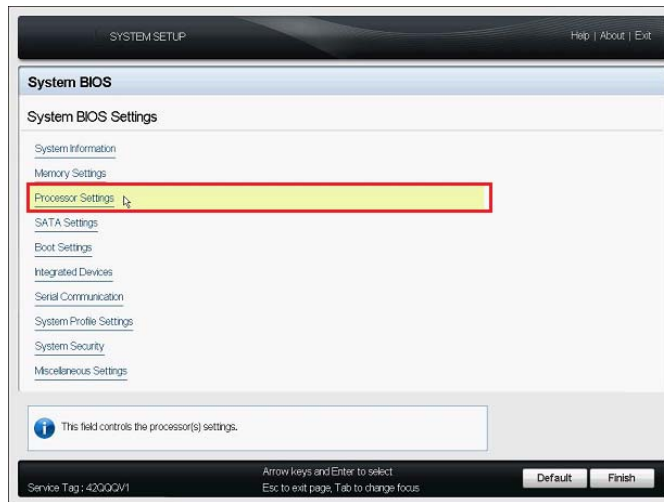 SYSTEM SETUP
Help | About | Exit
System BIOS
System BIOS Settings
System Information
Memory Settings
Processor Settings
SATA Settings
Boot Settings
Integrated Devices
Serial Communication
System Profile Settings
System Security
Miscellaneous Settings
This field controls the processor(s) settings.
Service Tag : 42QQQV1
Arrow keys and Enter to select
Esc to exit page, Tab to change focus
Default
Finish